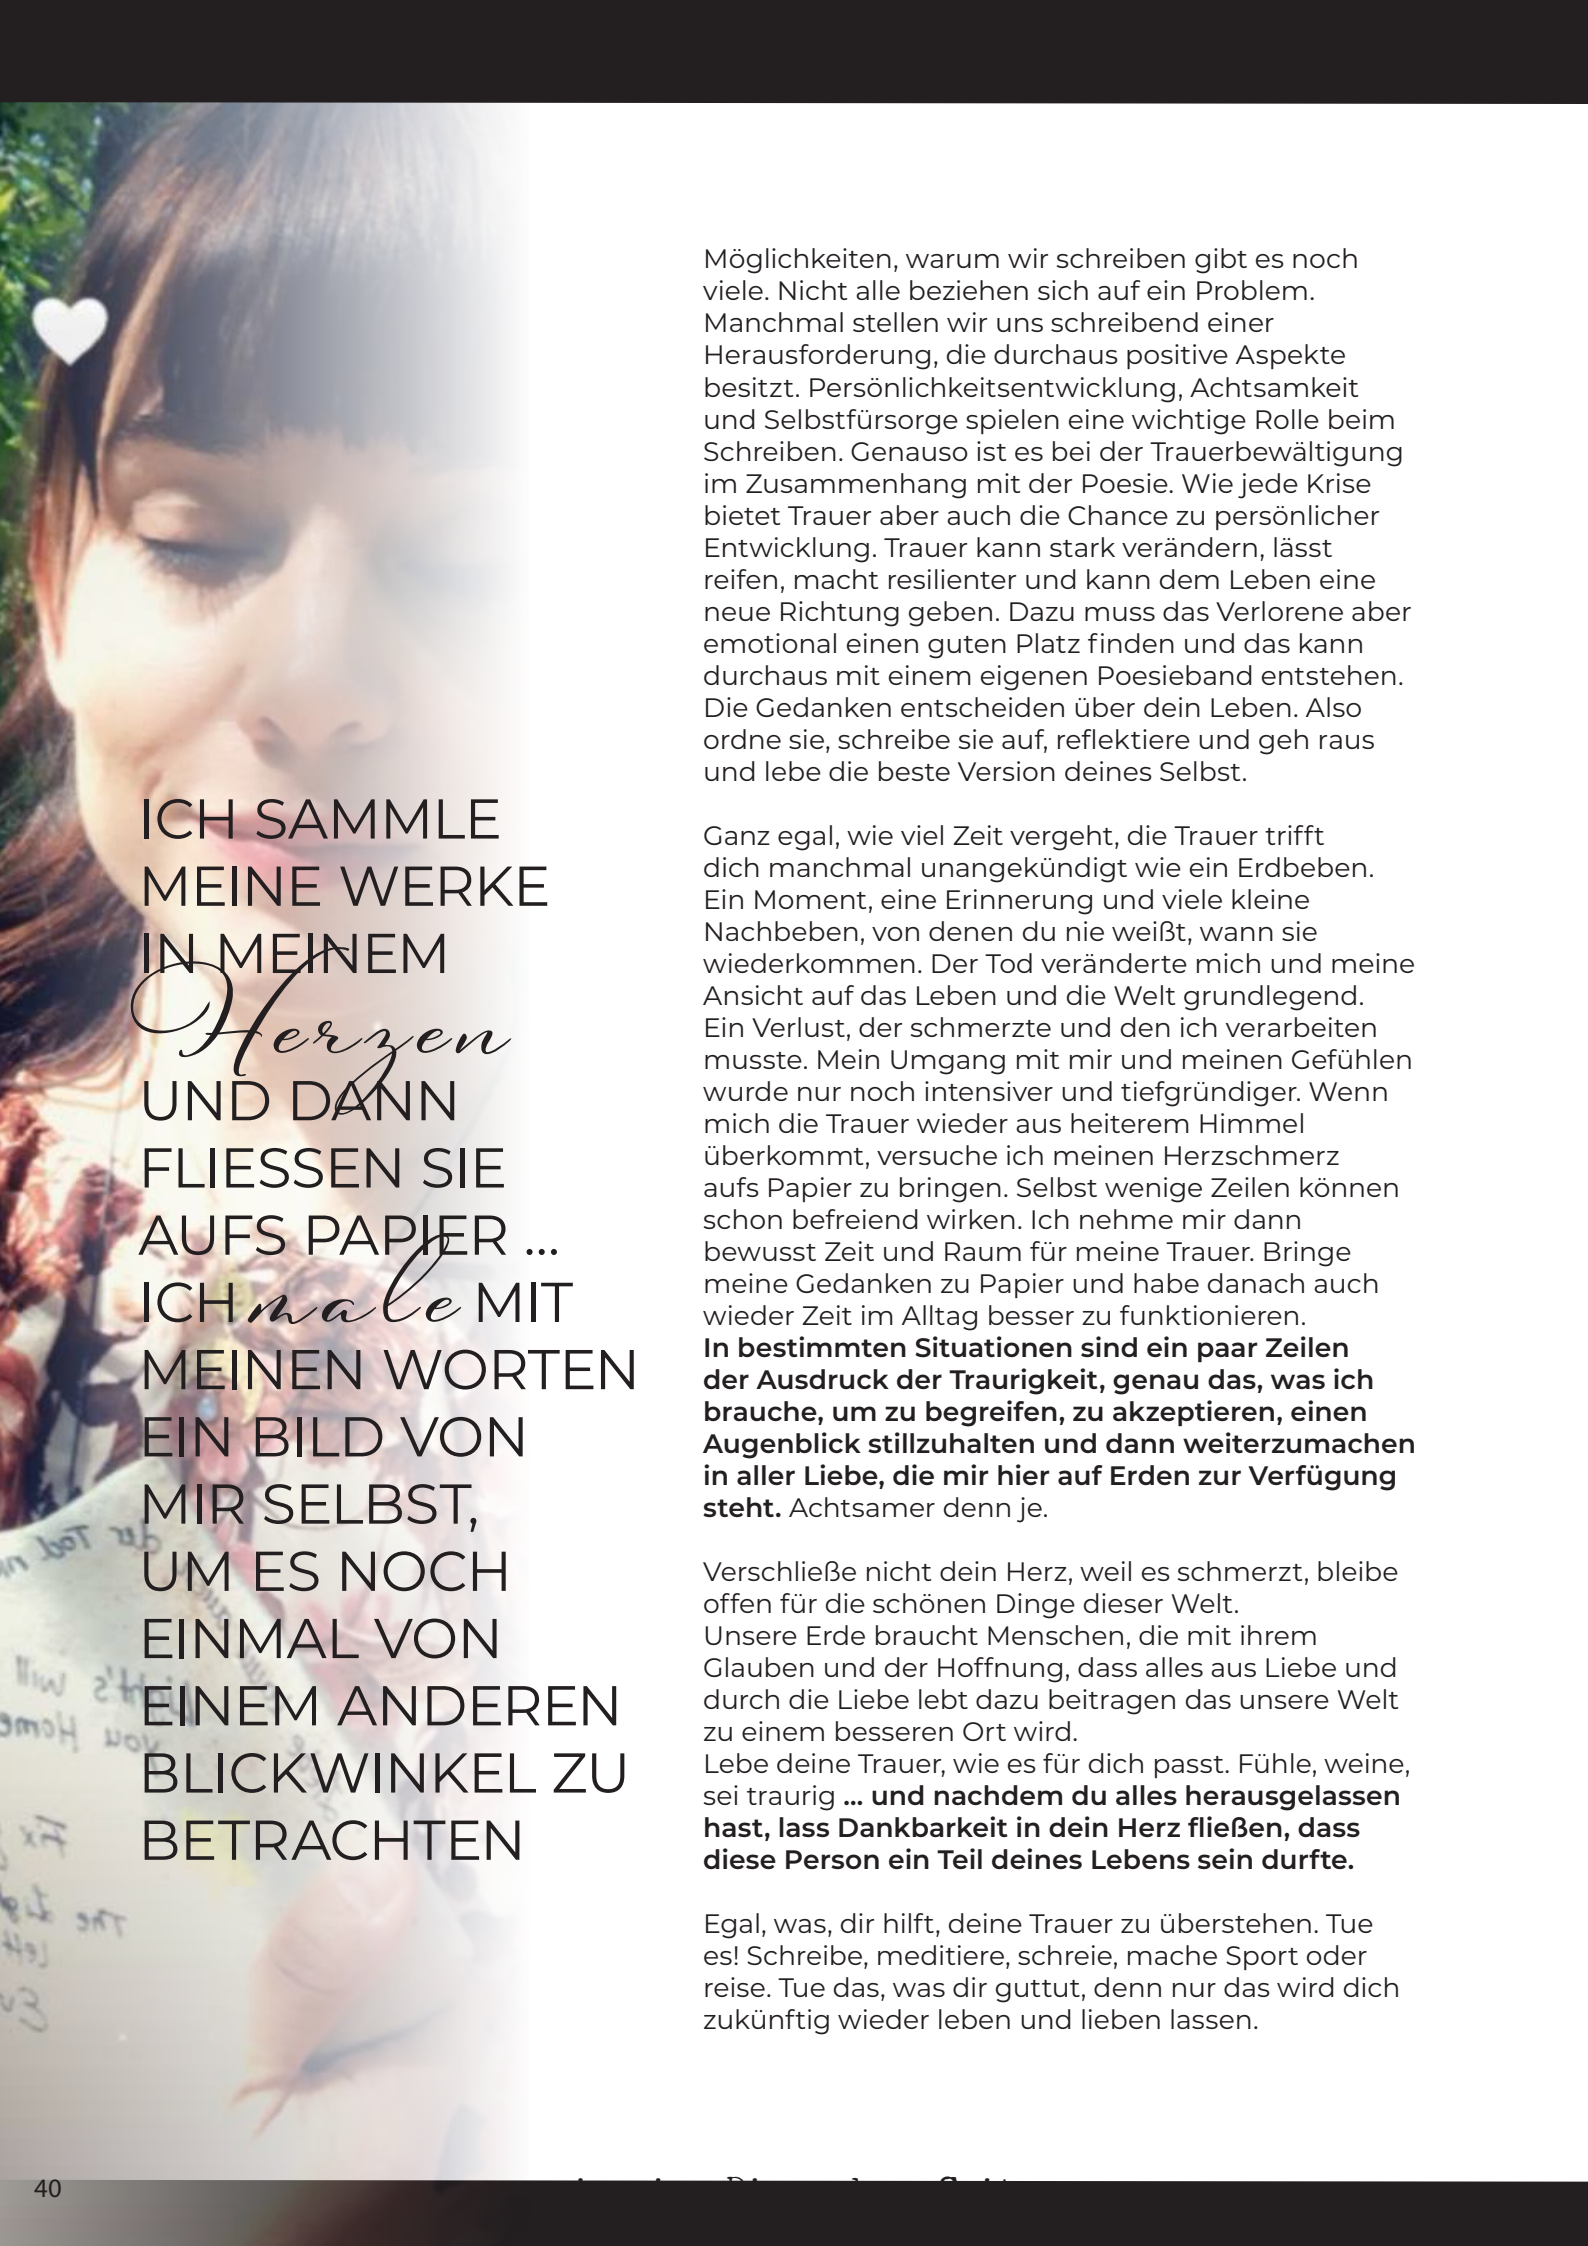 ICH SAMMLE
MEINE WERKE
IN MEINEM
Herzen
UND DANN
FLIESSEN SIE
AUFS PAPIER ...
ICH male MIT
MEINEN WORTEN
EIN BILD VON
MIR SELBST,
UM ES NOCH
EINMAL VON
EINEM ANDEREN
BLICKWINKEL ZU
BETRACHTEN
Möglichkeiten, warum wir schreiben gibt es noch
viele. Nicht alle beziehen sich auf ein Problem.
Manchmal stellen wir uns schreibend einer
Herausforderung, die durchaus positive Aspekte
besitzt. Persönlichkeitsentwicklung, Achtsamkeit
und Selbstfürsorge spielen eine wichtige Rolle beim
Schreiben. Genauso ist es bei der Trauerbewältigung
im Zusammenhang mit der Poesie. Wie jede Krise
bietet Trauer aber auch die Chance zu persönlicher
Entwicklung. Trauer kann stark verändern, lässt
reifen, macht resilienter und kann dem Leben eine
neue Richtung geben. Dazu muss das Verlorene aber
emotional einen guten Platz finden und das kann
durchaus mit einem eigenen Poesieband entstehen.
Die Gedanken entscheiden über dein Leben. Also
ordne sie, schreibe sie auf, reflektiere und geh raus
und lebe die beste Version deines Selbst.
Ganz egal, wie viel Zeit vergeht, die Trauer trifft
dich manchmal unangekündigt wie ein Erdbeben.
Ein Moment, eine Erinnerung und viele kleine
Nachbeben, von denen du nie weißt, wann sie
wiederkommen. Der Tod veränderte mich und meine
Ansicht auf das Leben und die Welt grundlegend.
Ein Verlust, der schmerzte und den ich verarbeiten
musste. Mein Umgang mit mir und meinen Gefühlen
wurde nur noch intensiver und tiefgründiger. Wenn
mich die Trauer wieder aus heiterem Himmel
überkommt, versuche ich meinen Herzschmerz
aufs Papier zu bringen. Selbst wenige Zeilen können
schon befreiend wirken. Ich nehme mir dann
bewusst Zeit und Raum für meine Trauer. Bringe
meine Gedanken zu Papier und habe danach auch
wieder Zeit im Alltag besser zu funktionieren.
In bestimmten Situationen sind ein paar Zeilen
der Ausdruck der Traurigkeit, genau das, was ich
brauche, um zu begreifen, zu akzeptieren, einen
Augenblick stillzuhalten und dann weiterzumachen
in aller Liebe, die mir hier auf Erden zur Verfügung
steht. Achtsamer denn je.
Verschließe nicht dein Herz, weil es schmerzt, bleibe
offen für die schönen Dinge dieser Welt.
Unsere Erde braucht Menschen, die mit ihrem
Glauben und der Hoffnung, dass alles aus Liebe und
durch die Liebe lebt dazu beitragen das unsere Welt
zu einem besseren Ort wird.
Lebe deine Trauer, wie es für dich passt. Fühle, weine,
sei traurig ... und nachdem du alles herausgelassen
hast, lass Dankbarkeit in dein Herz fließen, dass
diese Person ein Teil deines Lebens sein durfte.
Egal, was, dir hilft, deine Trauer zu überstehen. Tue
es! Schreibe, meditiere, schreie, mache Sport oder
reise. Tue das, was dir guttut, denn nur das wird dich
zukünftig wieder leben und lieben lassen.
40